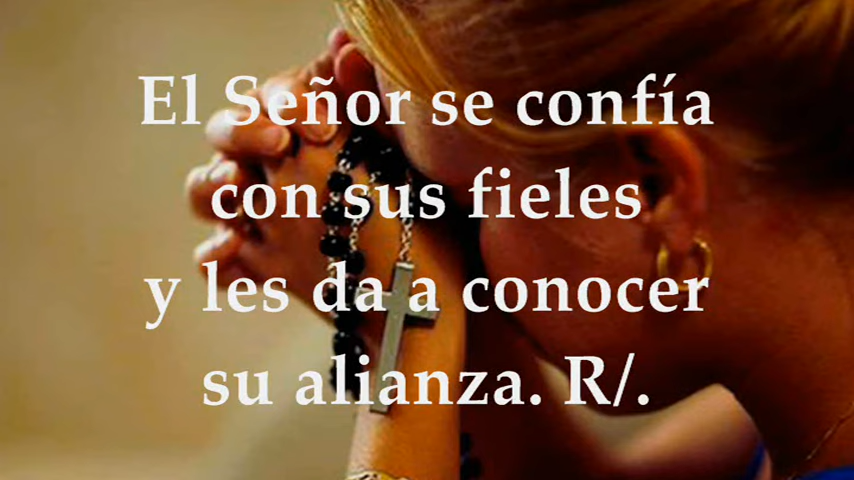 El Señor se confía
con sus fieles
y les da a conocer
su alianza. R/.